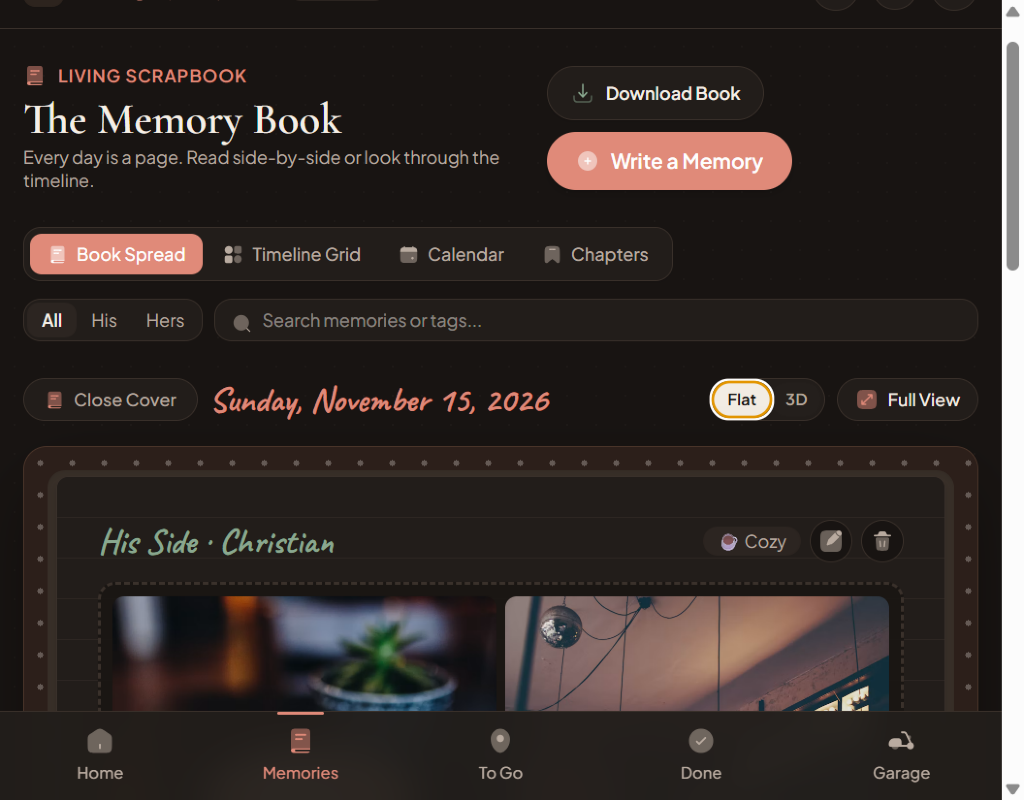 LIVING SCRAPBOOK
The Memory Book
Every day is a page. Read side-by-side or look through the
timeline.
Download Book
Write a Memory
Book Spread
Timeline Grid
Calendar
Chapters
All
His
Hers
Search memories or tags...
Close Cover
Sunday, November 15, 2026
Flat
3D
Full View
His Side · Christian
Cozy
Home
Memories
To Go
Done
Garage